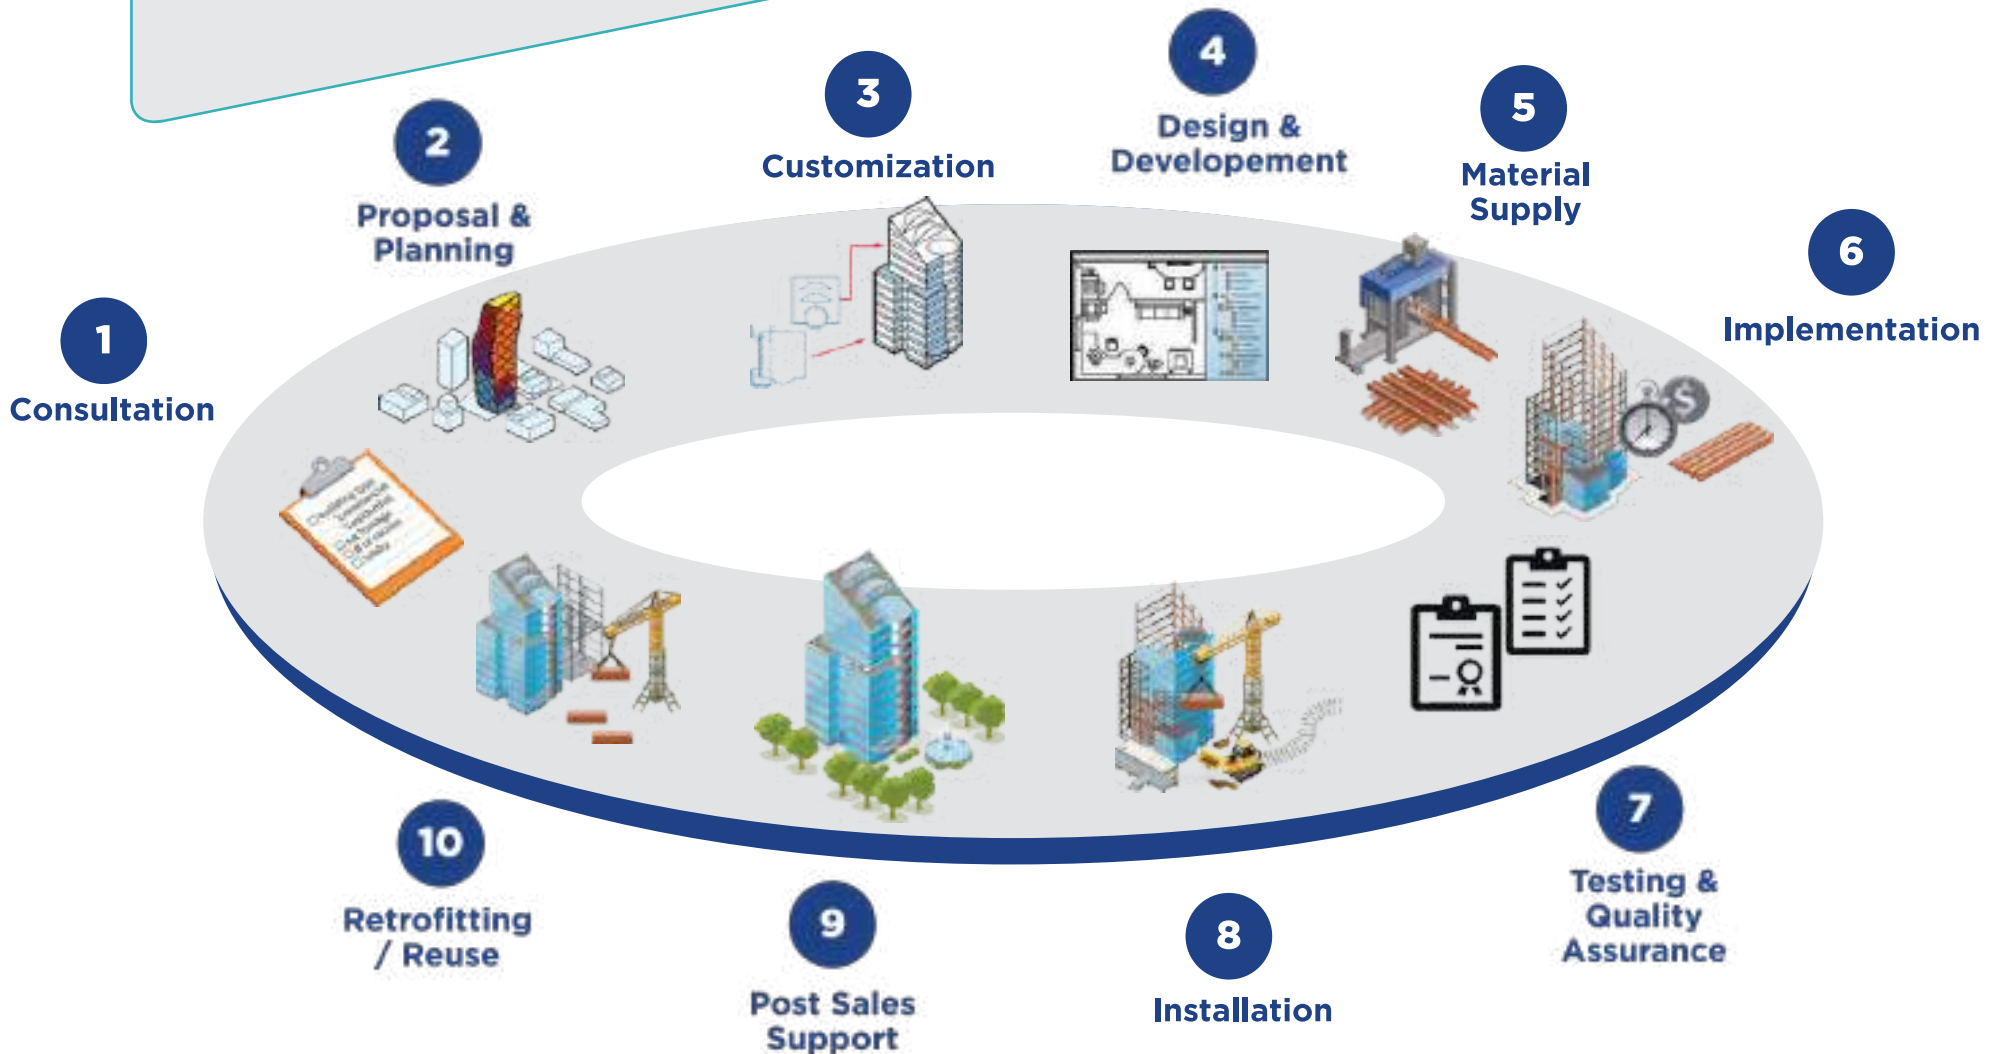 1
Consultation
2
Proposal &
Planning
3
Customization
4
Design &
Developement
5
Material
Supply
6
Implementation
7
Testing &
Quality
Assurance
8
Installation
9
Post Sales
Support
10
Retrofitting
/ Reuse
$